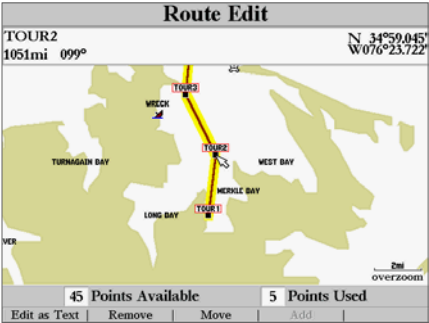 Route Edit
TOUR2
N 34°59.045'
1051mi 099°
W076°23.722'
TOUR3
WRECK
TOUR2
TURNAGAIN BAY
WEST BAY
MERKLE BAY
LONG BAY
TOUR1
VER
2mi
overzoom
45 Points Available 5 Points Used
Edit as Text | Remove | Move | Add |